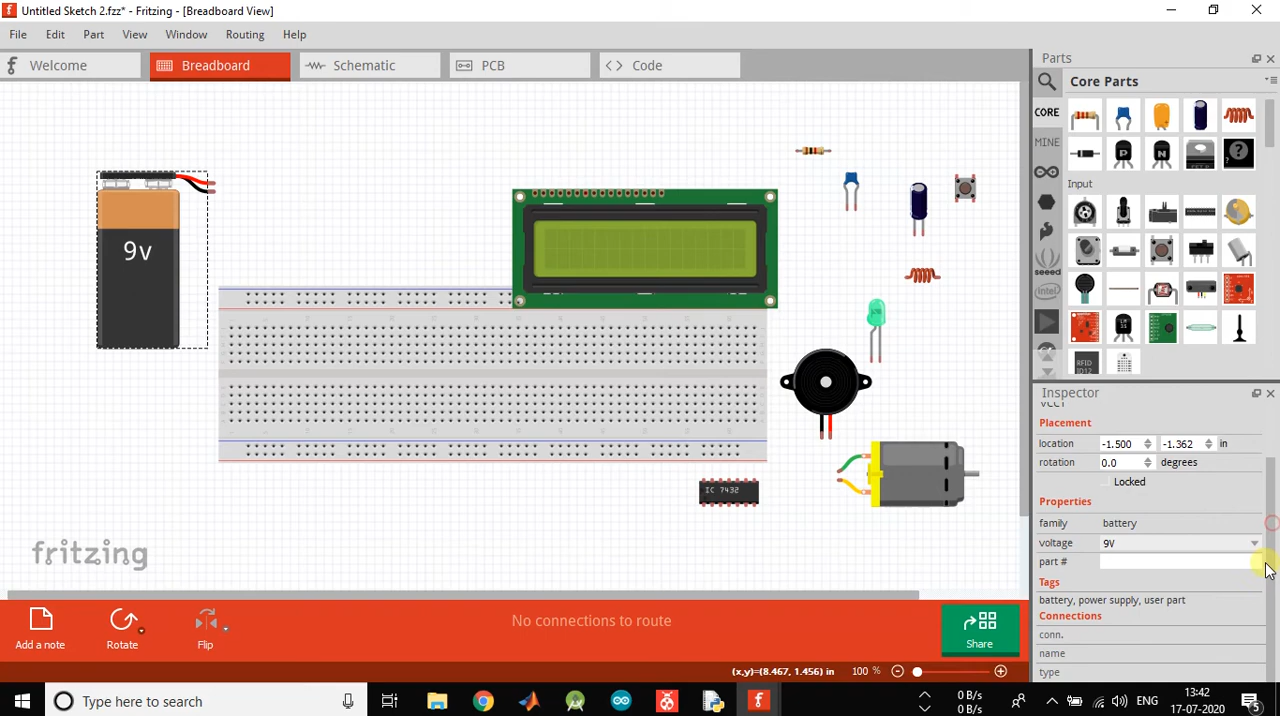 Untitled Sketch 2.fzz* - Fritzing - [Breadboard View]
File Edit Part View Window Routing Help
Welcome Breadboard Schematic PCB Code
Parts
Core Parts
CORE
MINE
Input
seeed
intel
9v
IC 7432
fritzing
Inspector
Placement
location -1.500 -1.362 in
rotation 0.0 degrees
Locked
Properties
family battery
voltage 9V
part #
Tags
battery, power supply, user part
Connections
conn.
name
type
Add a note Rotate Flip
No connections to route
Share
(x,y)=(8.467, 1.456) in 100 %
Type here to search
0 B/s
0 B/s
ENG
13:42
17-07-2020
5